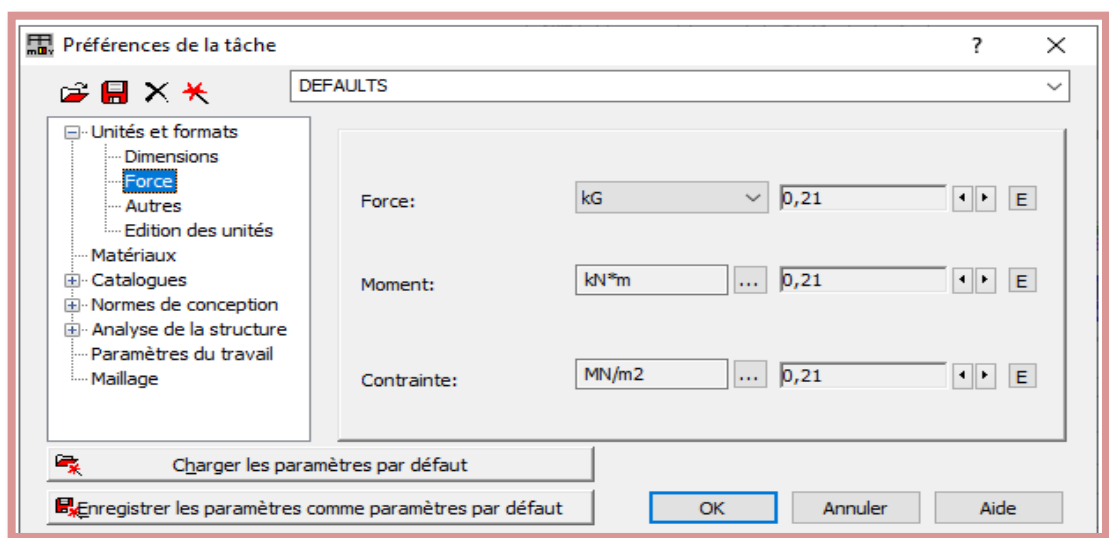 Préférences de la tâche
?
DEFAULTS
Unités et formats
Dimensions
Force
Autres
Edition des unités
Matériaux
Catalogues
Normes de conception
Analyse de la structure
Paramètres du travail
Maillage
Force: kG 0,21 E
Moment: kN*m ... 0,21 E
Contrainte: MN/m2 ... 0,21 E
Charger les paramètres par défaut
Enregistrer les paramètres comme paramètres par défaut
OK Annuler Aide